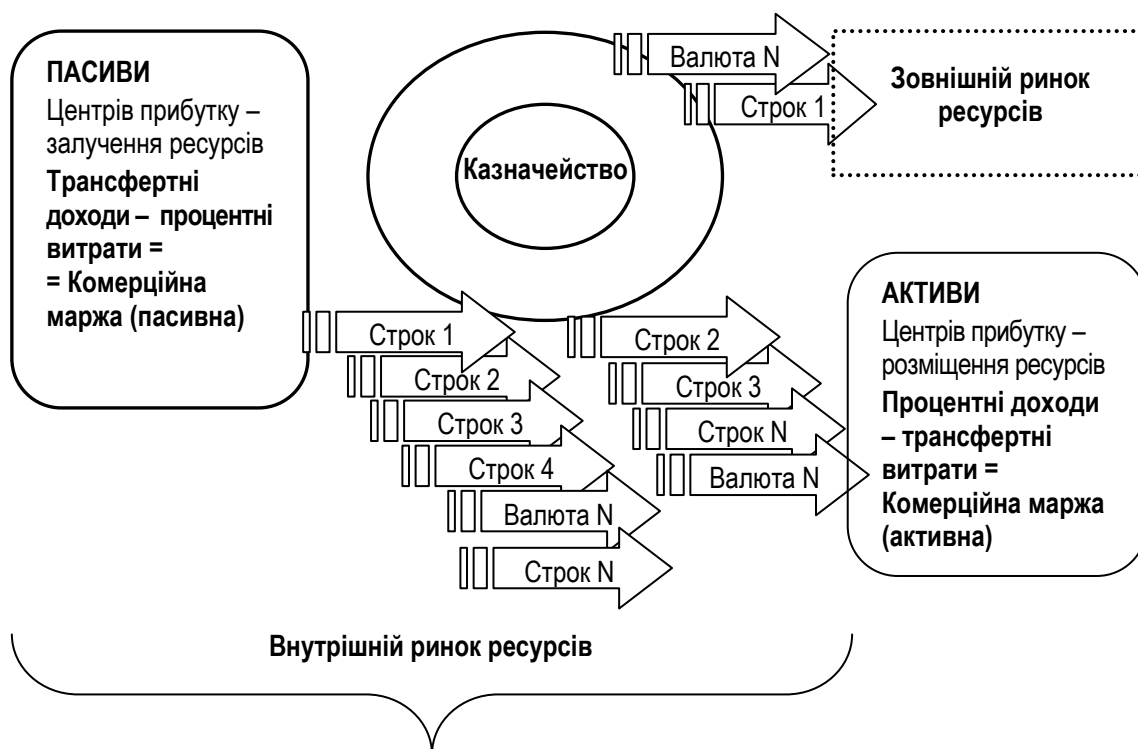 ПАСИВИ
Центрів прибутку –
залучення ресурсів
Трансфертні
доходи – процентні
витрати =
= Комерційна
маржа (пасивна)
Казначейство
Валюта N
Строк 1
Зовнішній ринок
ресурсів
Строк 1
Строк 2
Строк 3
Строк 4
Валюта N
Строк N
Строк 2
Строк 3
Строк N
Валюта N
АКТИВИ
Центрів прибутку –
розміщення ресурсів
Процентні доходи
– трансфертні
витрати =
Комерційна маржа
(активна)
Внутрішній ринок ресурсів